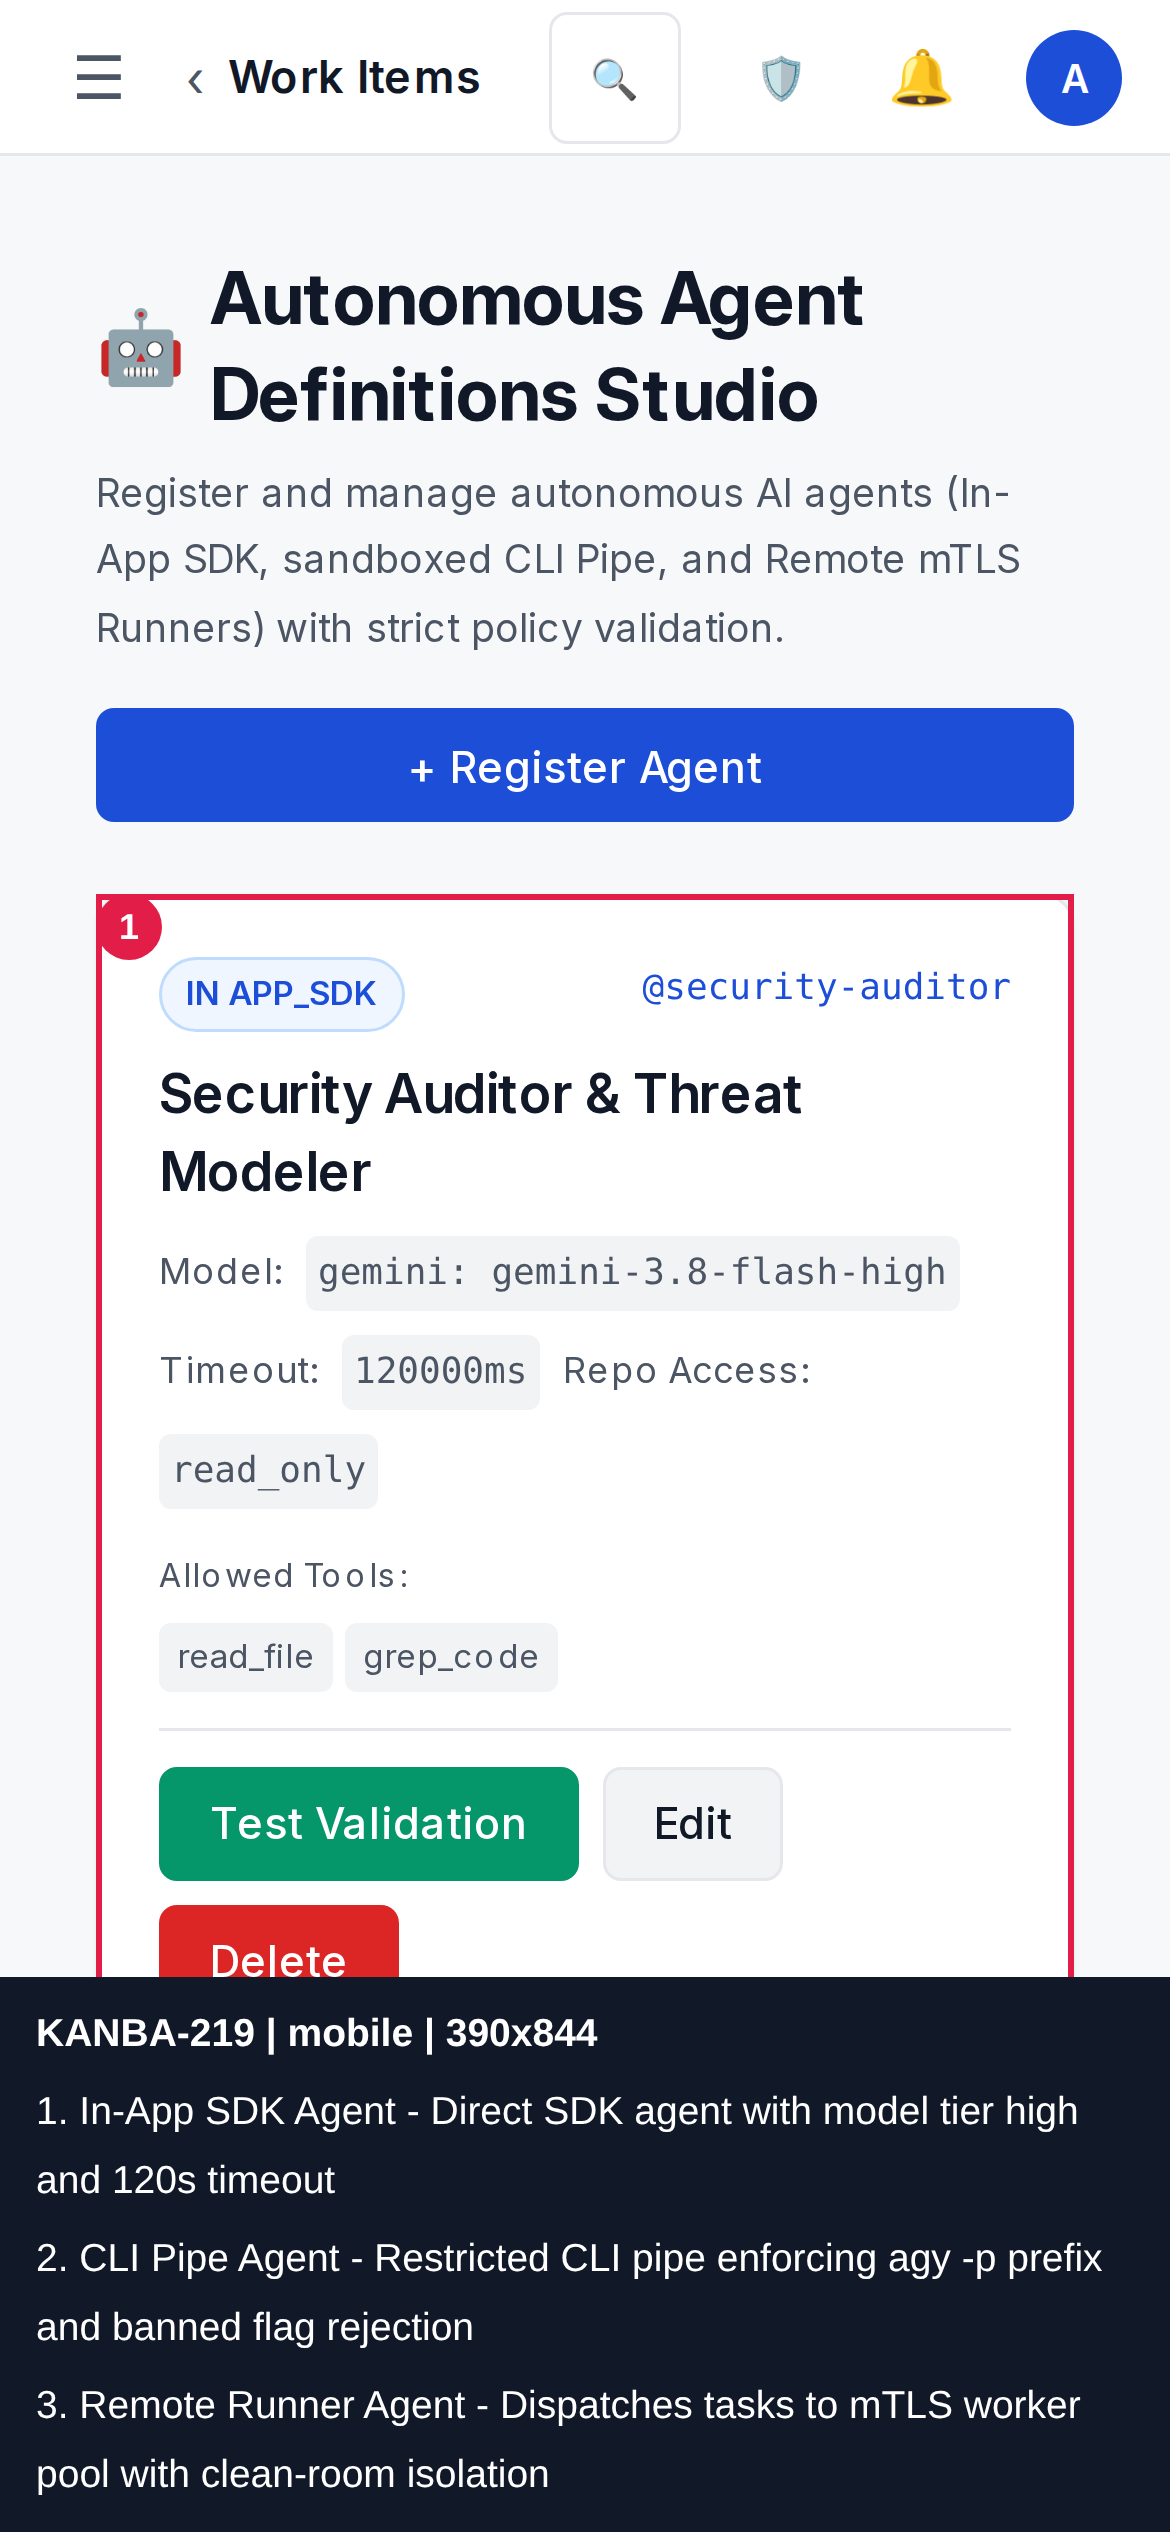 ‹ Work Items
A
Autonomous Agent
Definitions Studio
Register and manage autonomous AI agents (In-
App SDK, sandboxed CLI Pipe, and Remote mTLS
Runners) with strict policy validation.
+ Register Agent
1
IN APP_SDK @security-auditor
Security Auditor & Threat
Modeler
Model: gemini: gemini-3.8-flash-high
Timeout: 120000ms Repo Access:
read_only
Allowed Tools:
read_file grep_code
Test Validation Edit
Delete
KANBA-219 | mobile | 390x844
1. In-App SDK Agent - Direct SDK agent with model tier high
and 120s timeout
2. CLI Pipe Agent - Restricted CLI pipe enforcing agy -p prefix
and banned flag rejection
3. Remote Runner Agent - Dispatches tasks to mTLS worker
pool with clean-room isolation